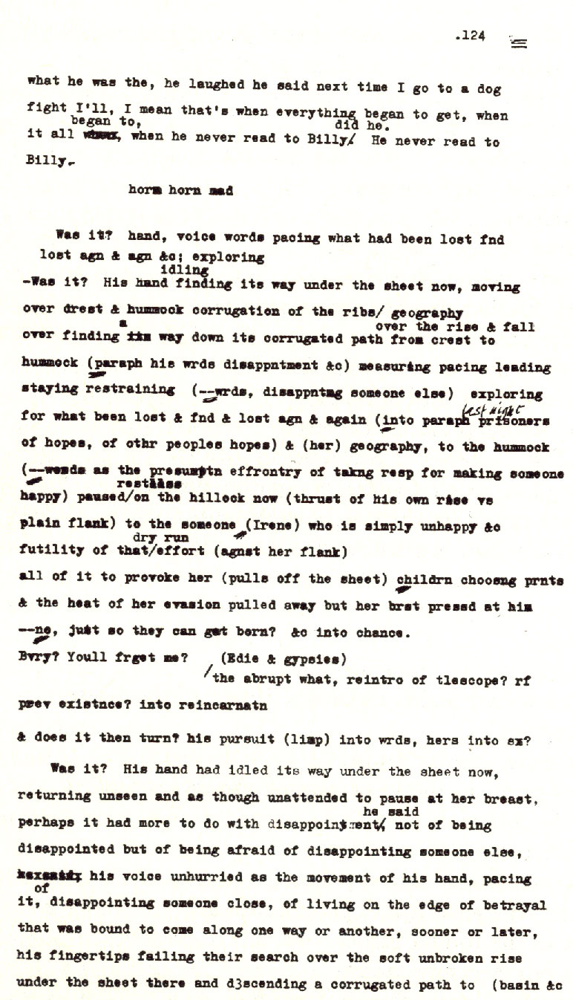 .124
what he was the, he laughed he said next time I go to a dog
fight I'll, I mean that's when everything began to get, when
began to, did he.
it all when he never read to Billy/ He never read to
Billy.
horm horn mad
Was it? hand, voice words pacing what had been lost fnd
lost agn & agn &c; exploring
idling
-Was it? His hand finding its way under the sheet now, moving
over drest & hummock corrugation of the ribs/ geography
a over the rise & fall
over finding its way down its corrugated path from crest to
hummock (paraph his wrds disappntment &c) measuring pacing leading
staying restraining (--wrds, disappntmg someone else) exploring
last night
for what been lost & fnd & lost agn & again (into paraph prisoners
of hopes, of othr peoples hopes) & (her) geography, to the hummock
(--wends as the presumptn effrontry of takng resp for making someone
happy) paused/on the hillock now (thrust of his own rise vs
plain flank) to the someone (Irene) who is simply unhappy &c
dry run
futility of that/effort (agnst her flank)
all of it to provoke her (pulls off the sheet) childrn choosng prnts
& the heat of her evasion pulled away but her brst pressd at him
--ne, just so they can get born? &c into chance.
Bvry? Youll frget me? (Edie & gypsies)
/the abrupt what, reintro of tlescope? rf
prev existnce? into reincarnatn
& does it then turn? his pursuit (limp) into wrds, hers into sx?
Was it? His hand had idled its way under the sheet now,
returning unseen and as though unattended to pause at her breast,
he said
perhaps it had more to do with disappointment/ not of being
disappointed but of being afraid of disappointing someone else,
his voice unhurried as the movement of his hand, pacing
of
it, disappointing someone close, of living on the edge of betrayal
that was bound to come along one way or another, sooner or later,
his fingertips failing their search over the soft unbroken rise
under the sheet there and d3scending a corrugated path to (basin &c